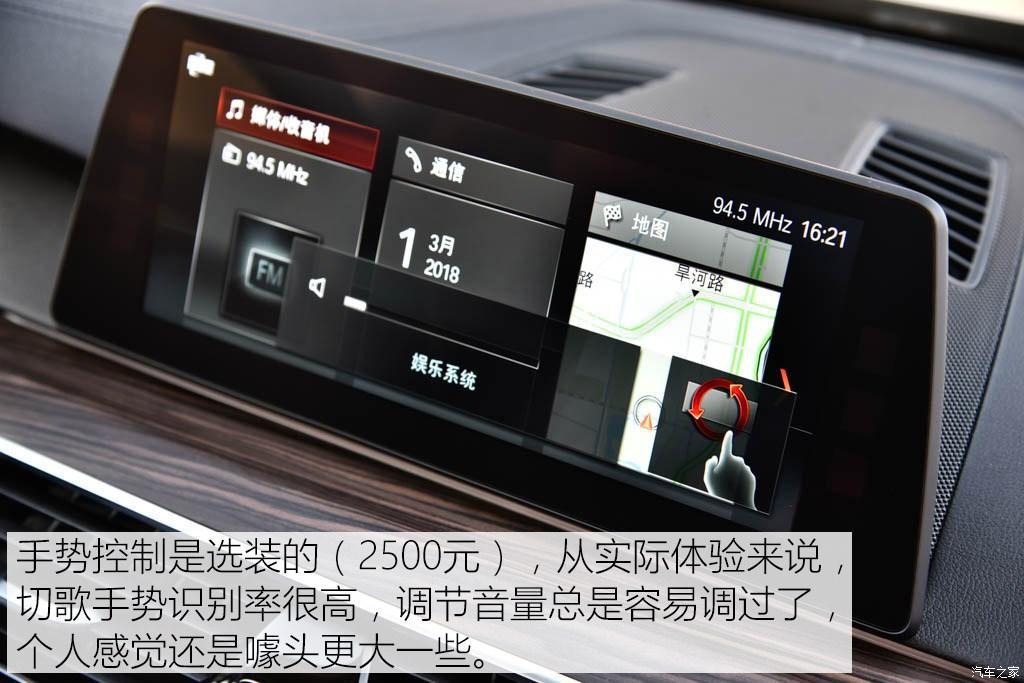 媒体/收音机
94.5 MHz
FM
通信
1
3月
2018
94.5 MHz 16:21
地图
路
旱河路
娱乐系统
手势控制是选装的（2500元），从实际体验来说，
切歌手势识别率很高，调节音量总是容易调过了，
个人感觉还是噱头更大一些。
汽车之家